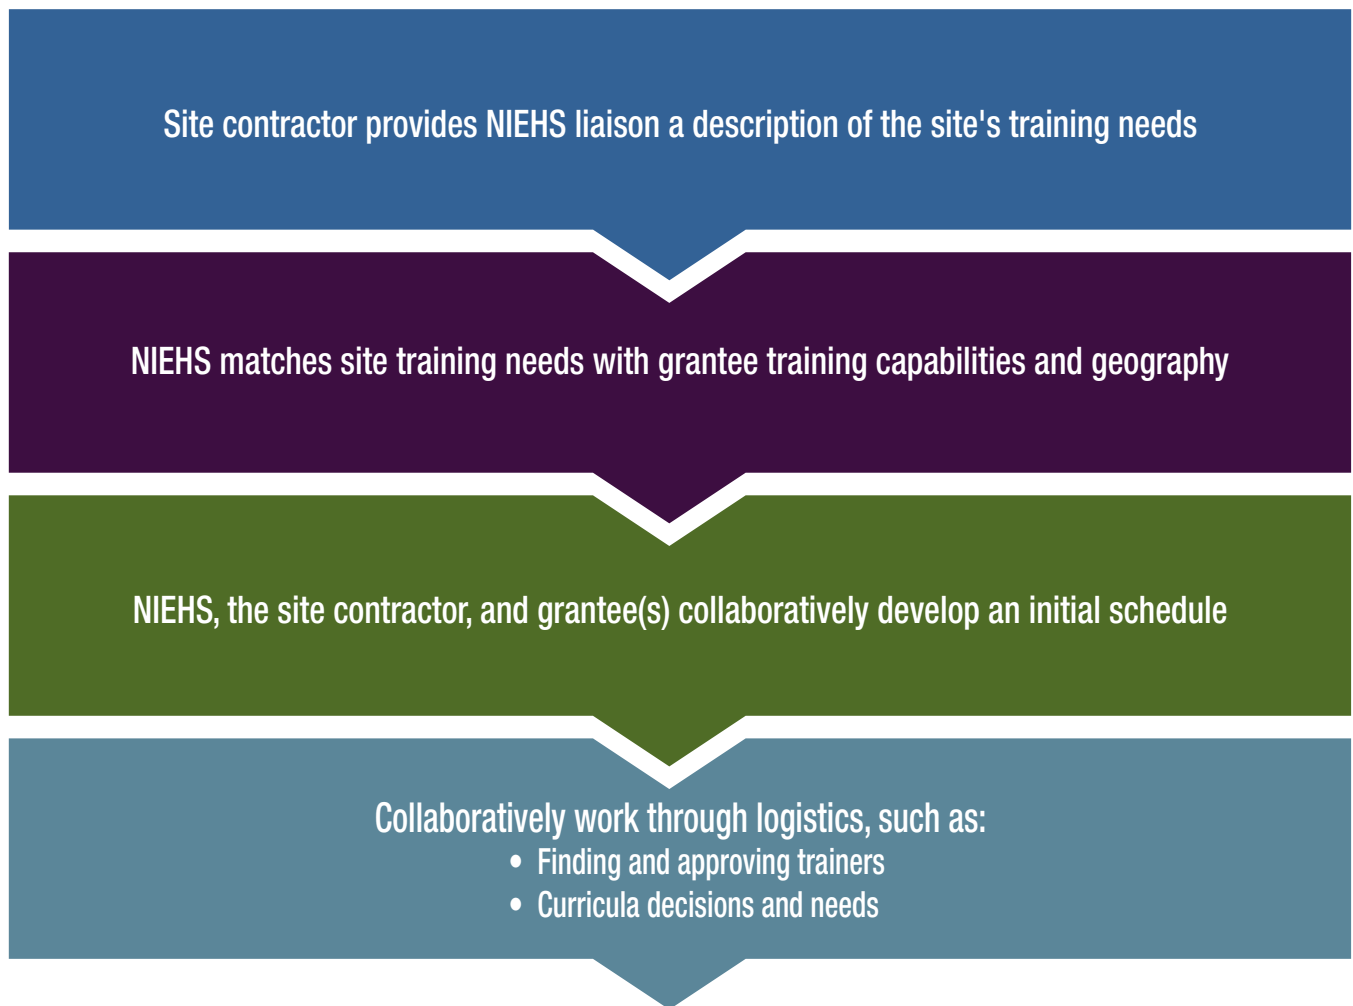 Site contractor provides NIEHS liaison a description of the site's training needs
NIEHS matches site training needs with grantee training capabilities and geography
NIEHS, the site contractor, and grantee(s) collaboratively develop an initial schedule
Collaboratively work through logistics, such as:
• Finding and approving trainers
• Curricula decisions and needs